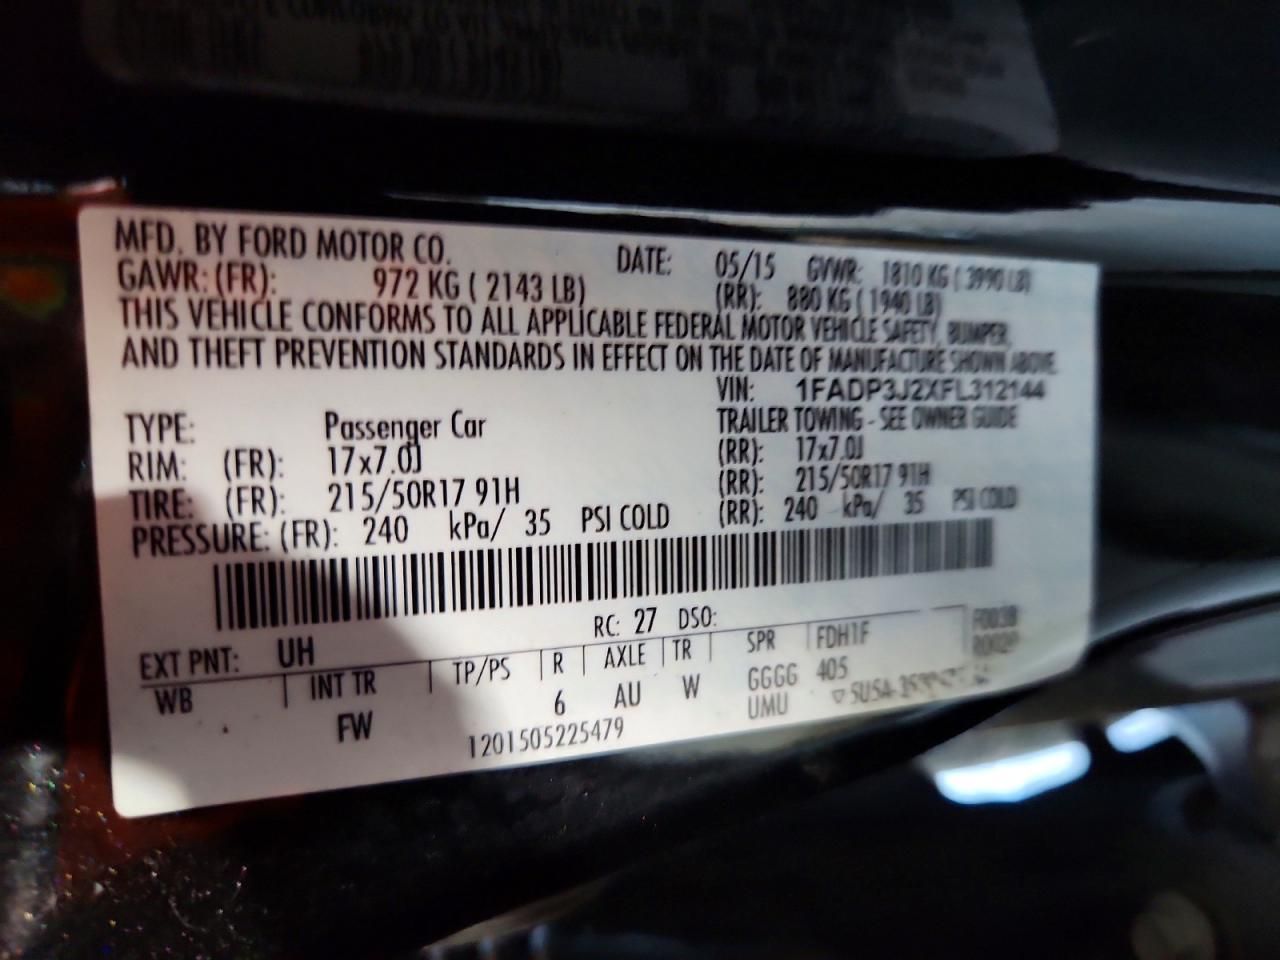 MFD. BY FORD MOTOR CO. DATE: 05/15 GVWR: 1810 KG ( 3990 LB)
GAWR: (FR): 972 KG ( 2143 LB) (RR): 880 KG ( 1940 LB)
THIS VEHICLE CONFORMS TO ALL APPLICABLE FEDERAL MOTOR VEHICLE SAFETY, BUMPER,
AND THEFT PREVENTION STANDARDS IN EFFECT ON THE DATE OF MANUFACTURE SHOWN ABOVE.
VIN: 1FADP3J2XFL312144
TYPE: Passenger Car TRAILER TOWING - SEE OWNER GUIDE
RIM: (FR): 17x7.0J (RR): 17x7.0J
TIRE: (FR): 215/50R17 91H (RR): 215/50R17 91H
PRESSURE: (FR): 240 kPa/ 35 PSI COLD (RR): 240 kPa/ 35 PSI COLD
RC: 27 DSO:
EXT PNT: UH FDH1F
WB INT TR TP/PS R AXLE TR SPR 405
FW 6 AU W GGGG
1201505225479 UMU